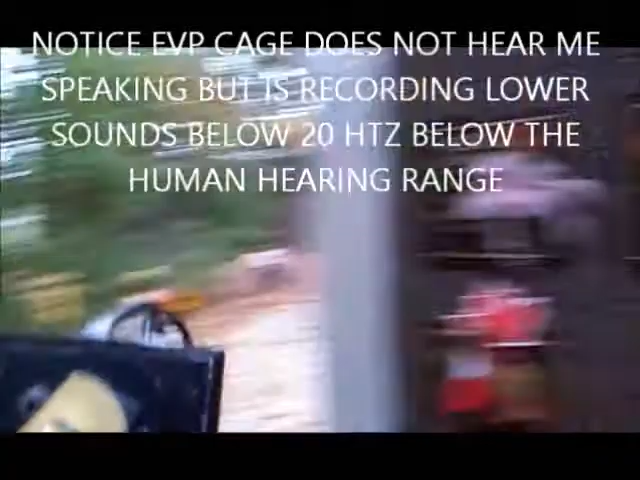 NOTICE EVP CAGE DOES NOT HEAR ME
SPEAKING BUT IS RECORDING LOWER
SOUNDS BELOW 20 HTZ BELOW THE
HUMAN HEARING RANGE